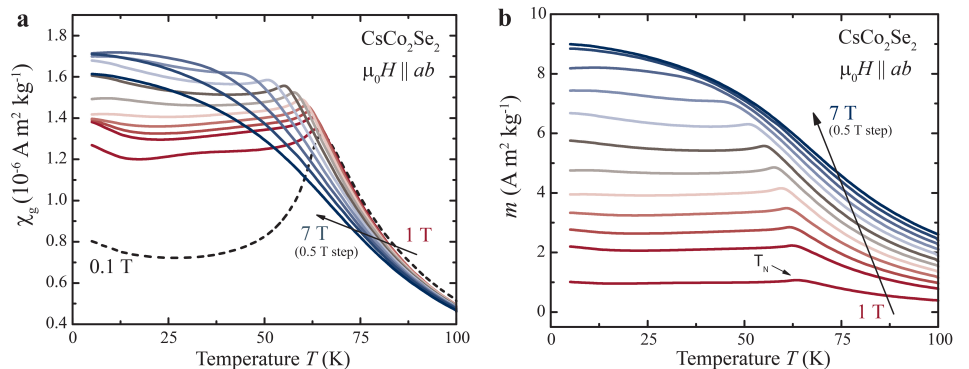 a
χg (10⁻⁶ A m² kg⁻¹)
1.8
1.6
1.4
1.2
1.0
0.8
0.6
0.4
CsCo₂Se₂
μ₀H || ab
0.1 T
7 T
(0.5 T step)
1 T
0 25 50 75 100
Temperature T (K)
b
m (A m² kg⁻¹)
10
8
6
4
2
0
CsCo₂Se₂
μ₀H || ab
7 T
(0.5 T step)
T_N
1 T
0 25 50 75 100
Temperature T (K)